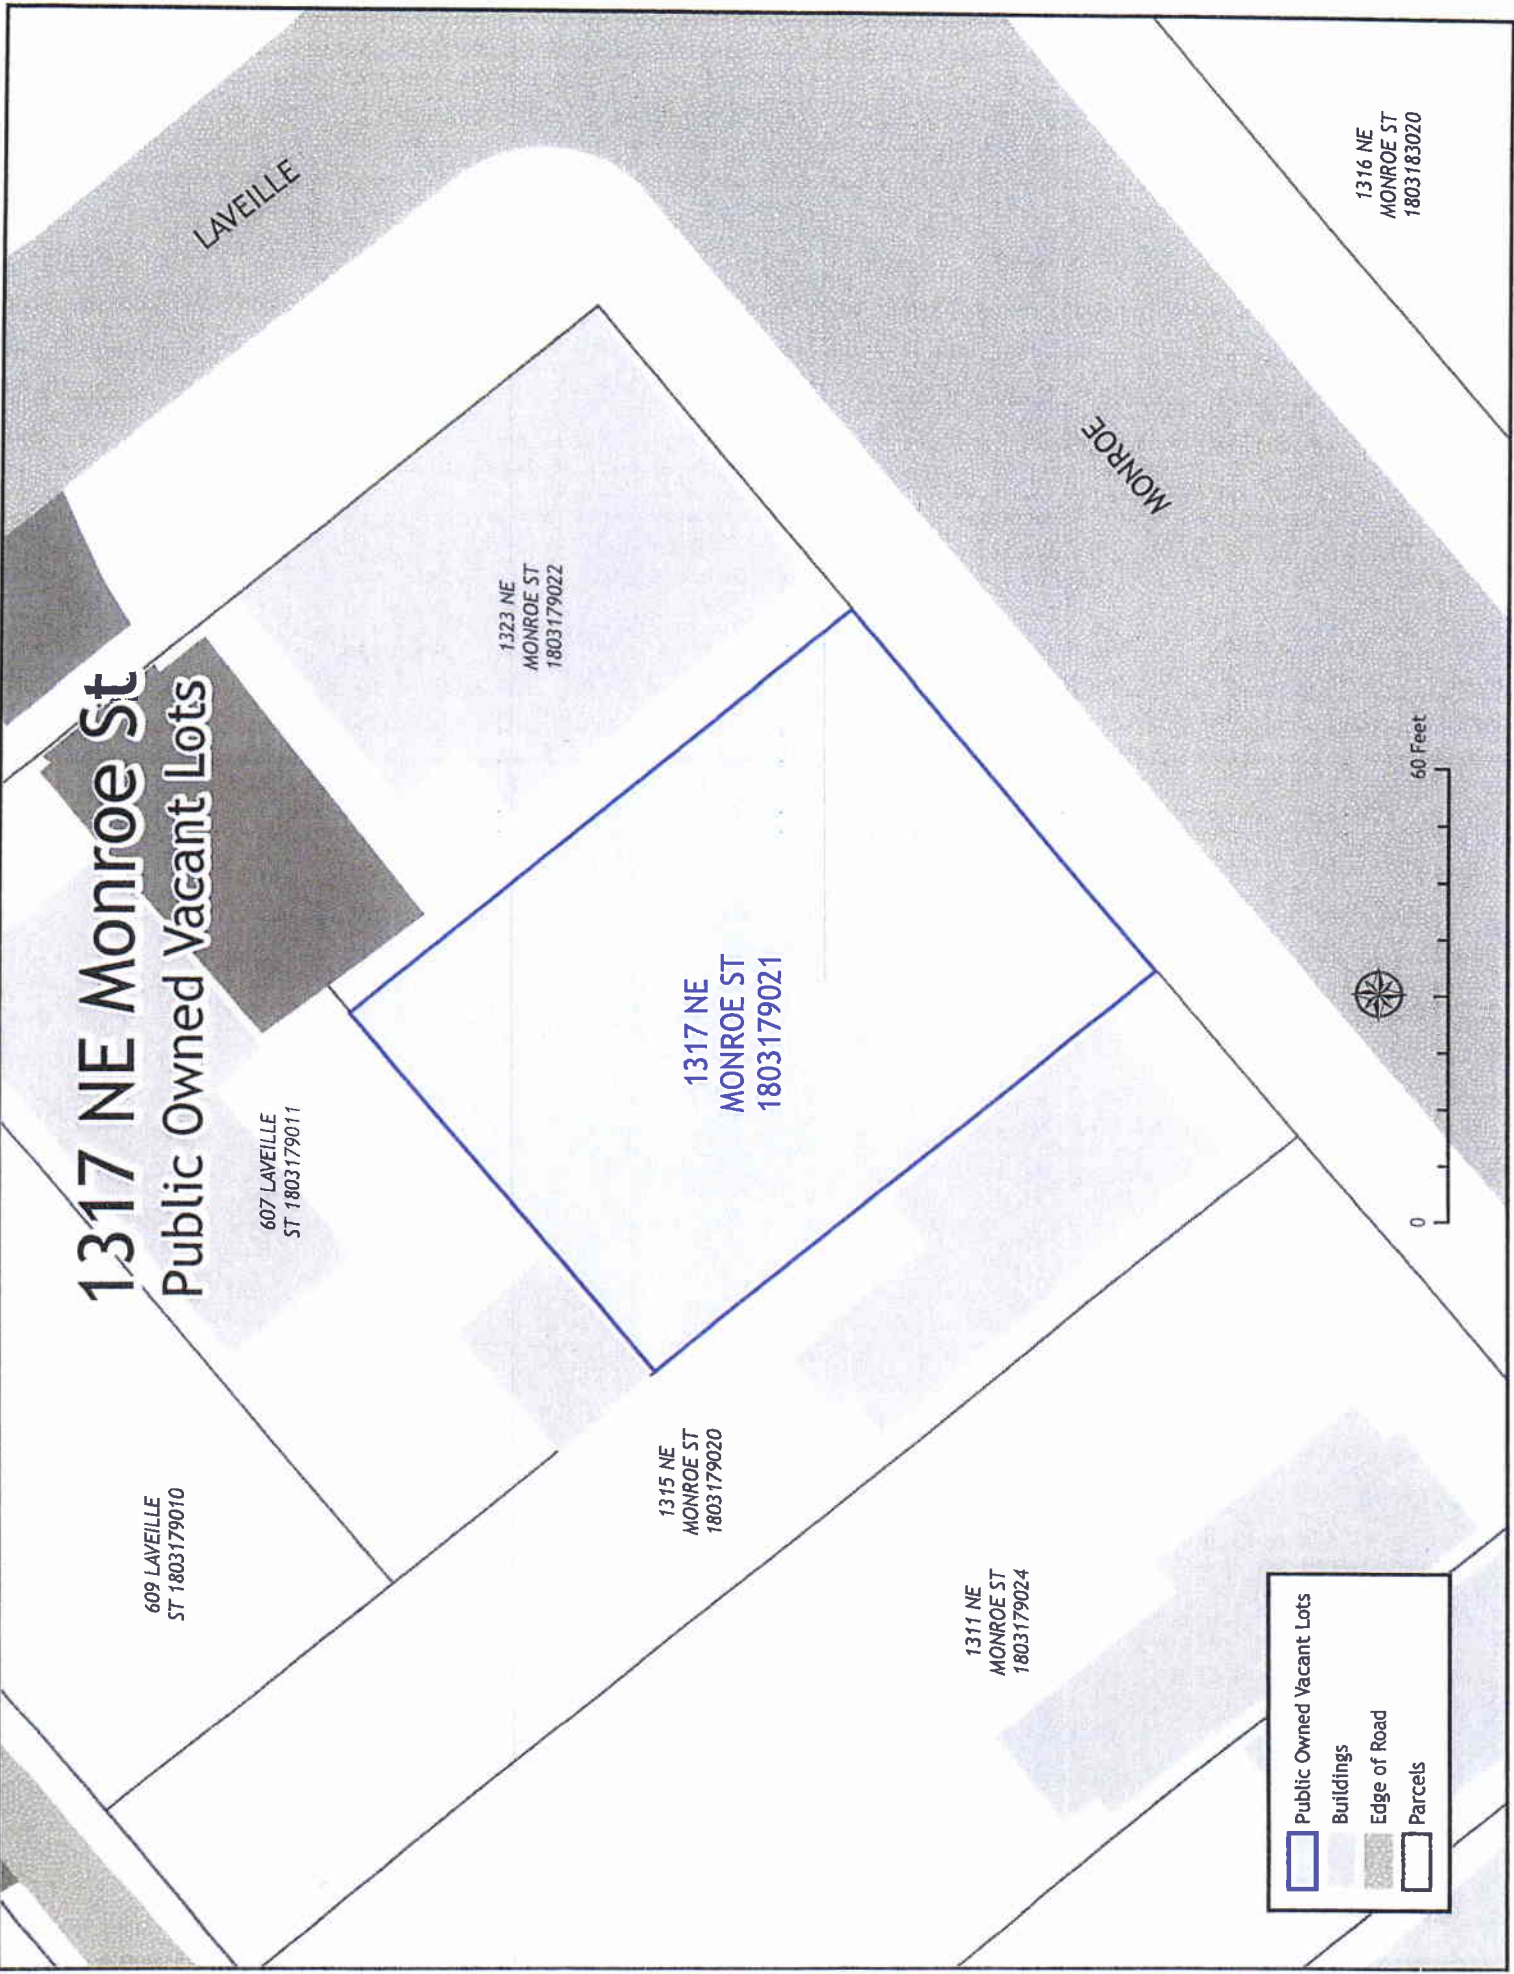 1317 NE Monroe St
Public Owned Vacant Lots
LAVEILLE
609 LAVEILLE
ST 1803179010
607 LAVEILLE
ST 1803179011
1323 NE
MONROE ST
1803179022
1317 NE
MONROE ST
1803179021
1315 NE
MONROE ST
1803179020
1311 NE
MONROE ST
1803179024
MONROE
1316 NE
MONROE ST
1803183020
Public Owned Vacant Lots
Buildings
Edge of Road
Parcels
0
60 Feet